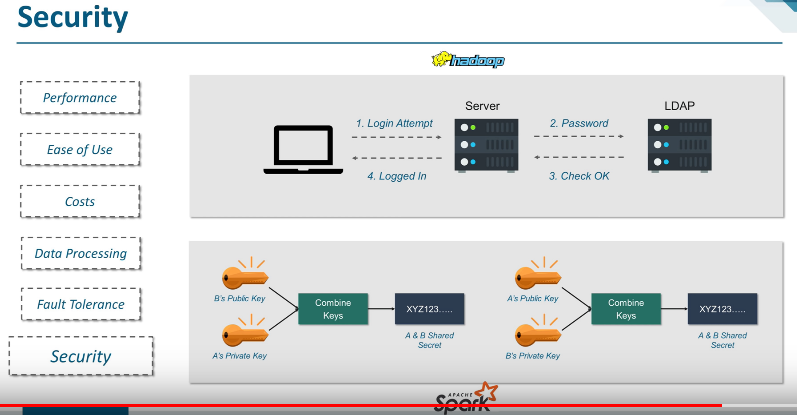 Security
hadoop
Performance
Ease of Use
Costs
Data Processing
Fault Tolerance
Security
Server
LDAP
1. Login Attempt
2. Password
4. Logged In
3. Check OK
B's Public Key
A's Private Key
Combine
Keys
XYZ123.....
A & B Shared
Secret
A's Public Key
B's Private Key
Combine
Keys
XYZ123.....
A & B Shared
Secret
APACHE
Spark